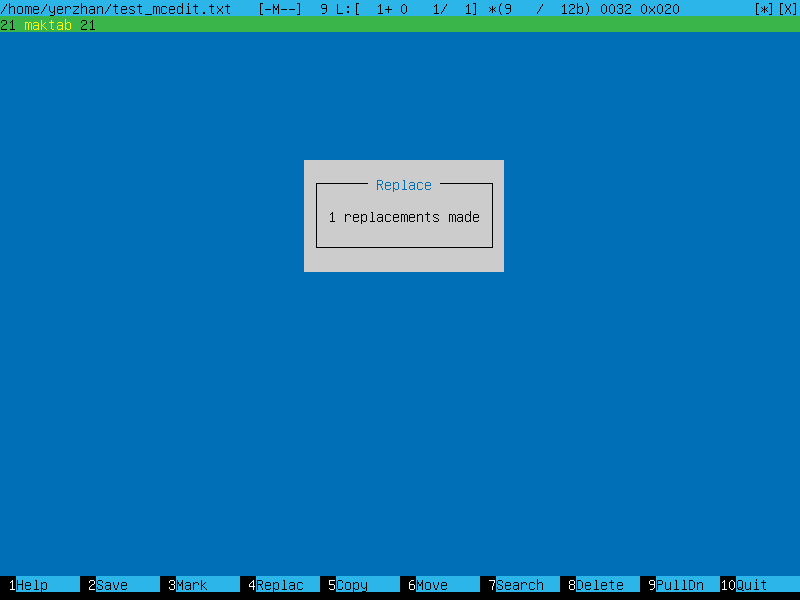 /home/yerzhan/test_mcedit.txt [-M--] 9 L:[ 1+ 0 1/ 1] *(9 / 12b) 0032 0x020 [*][X]
21 maktab 21
Replace
1 replacements made
1Help 2Save 3Mark 4Replac 5Copy 6Move 7Search 8Delete 9PullDn 10Quit